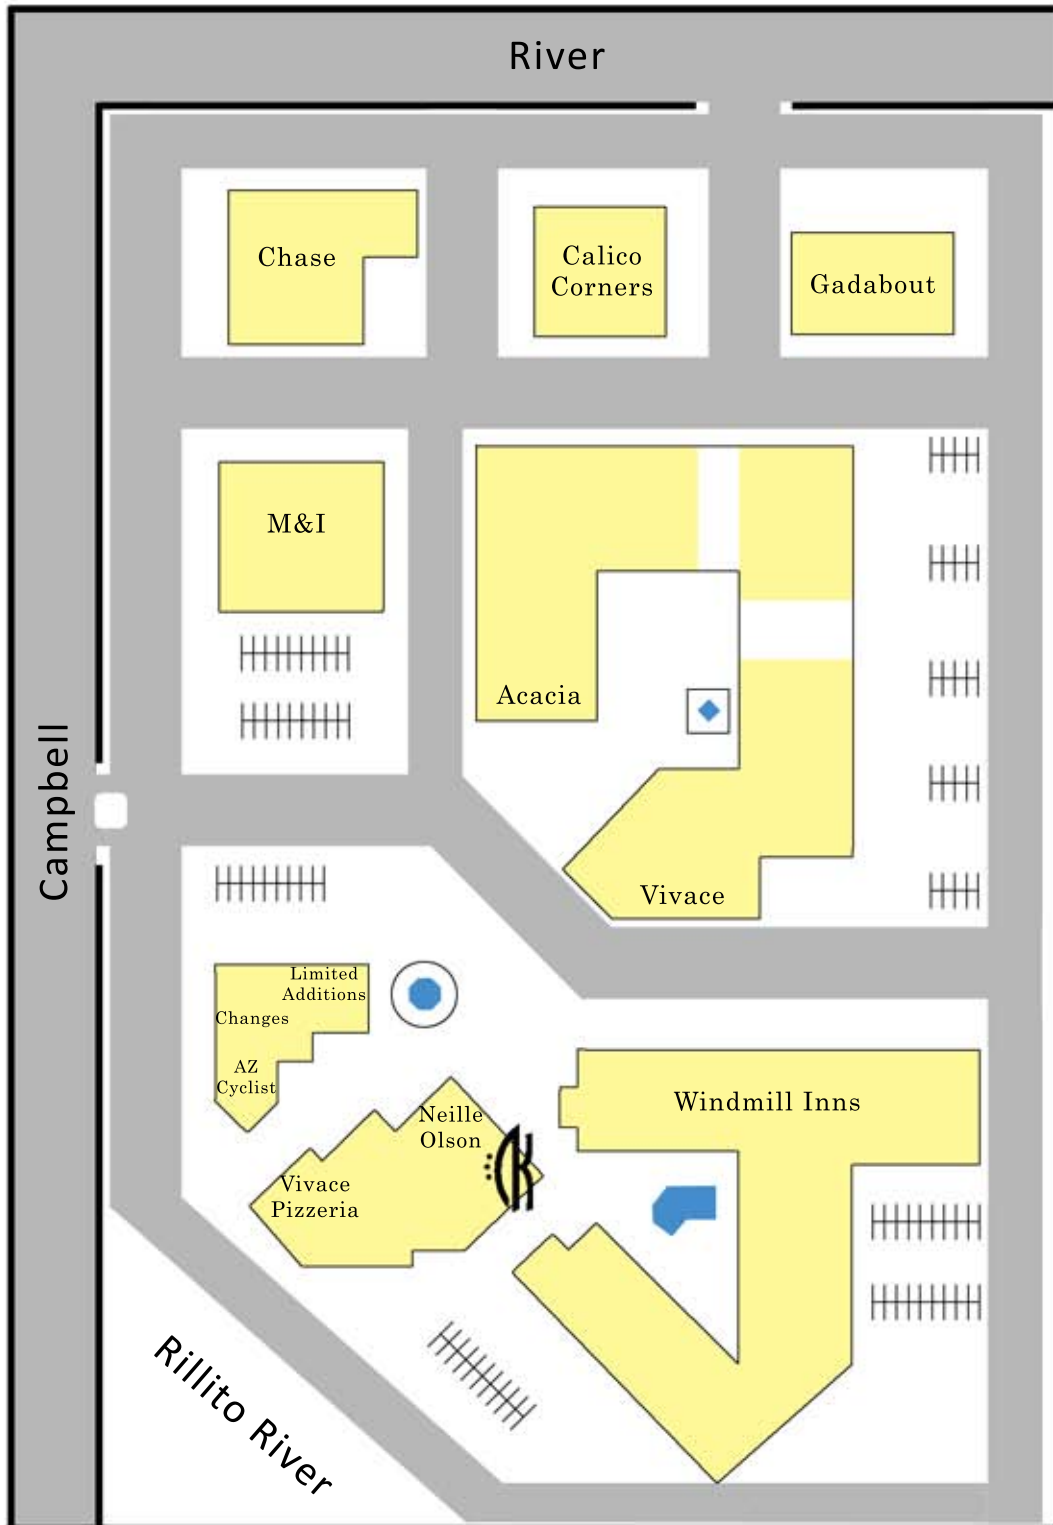 River
Chase
Calico
Corners
Gadabout
M&I
Acacia
Campbell
Vivace
Limited
Additions
Changes
AZ
Cyclist
Neille
Olson
Windmill Inns
Vivace
Pizzeria
Rillito River